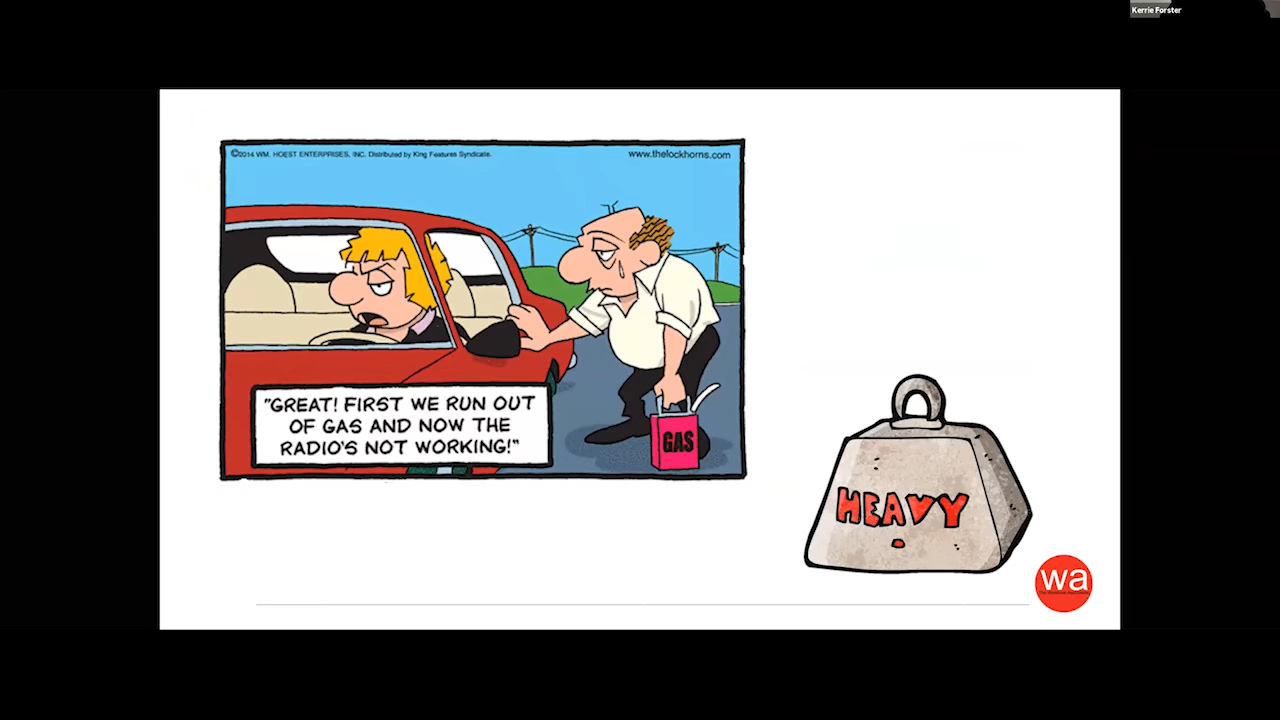 Kerrie Forster
©2014 WM. HOEST ENTERPRISES, INC. Distributed by King Features Syndicate.
www.thelockhorns.com
"GREAT! FIRST WE RUN OUT
OF GAS AND NOW THE
RADIO'S NOT WORKING!"
GAS
HEAVY
wa